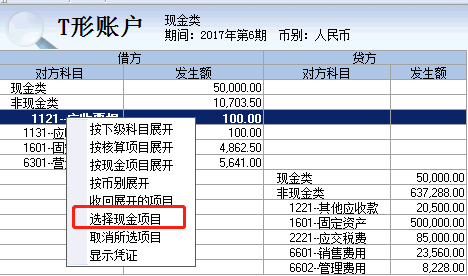 T形账户
现金类
期间：2017年第6期 币别：人民币
借方 贷方
对方科目 发生额 对方科目 发生额
现金类 50,000.00
非现金类 10,703.50
1121--应收票据 100.00
1131--应 100.00
1601--固定 4,862.50
6301--营 5,641.00
按下级科目展开
按核算项目展开
按现金项目展开
按币别展开
收回展开的项目
选择现金项目
取消所选项目
显示凭证
现金类 50,000.00
非现金类 637,288.00
1221--其他应收款 20,500.00
1601--固定资产 500,000.00
2221--应交税费 85,000.00
6601--销售费用 23,560.00
6602--管理费用 8,228.00